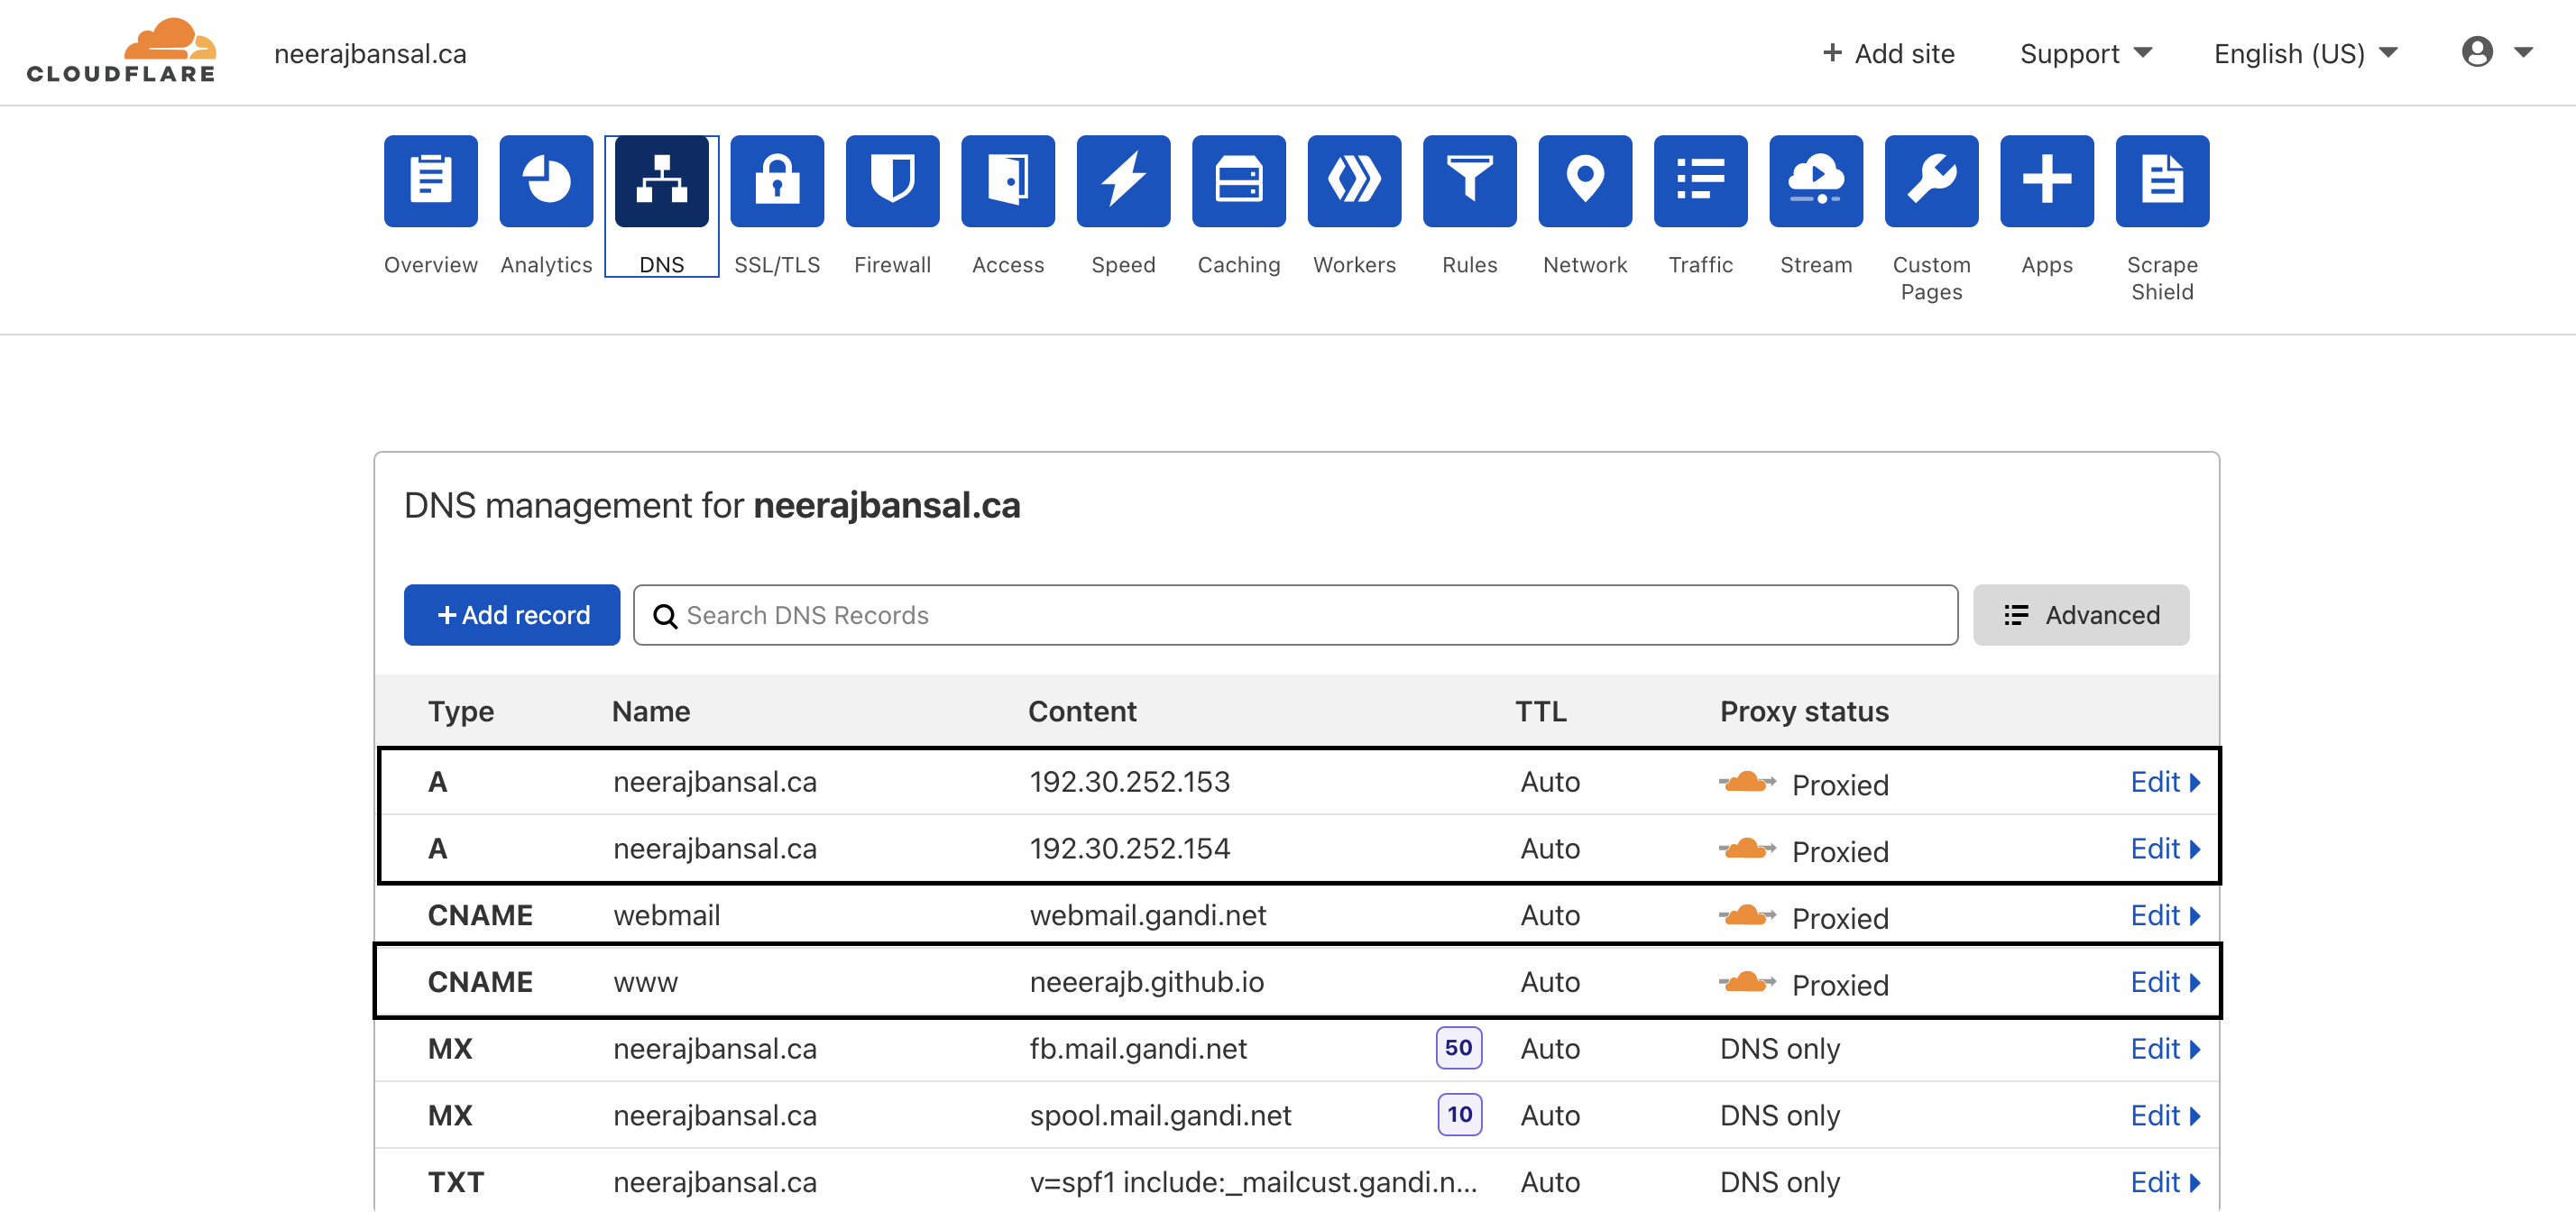 CLOUDFLARE neerajbansal.ca + Add site Support English (US)
Overview Analytics DNS SSL/TLS Firewall Access Speed Caching Workers Rules Network Traffic Stream Custom Pages Apps Scrape Shield
DNS management for neerajbansal.ca
+ Add record Search DNS Records Advanced
Type Name Content TTL Proxy status
A neerajbansal.ca 192.30.252.153 Auto Proxied Edit
A neerajbansal.ca 192.30.252.154 Auto Proxied Edit
CNAME webmail webmail.gandi.net Auto Proxied Edit
CNAME www neeerajb.github.io Auto Proxied Edit
MX neerajbansal.ca fb.mail.gandi.net 50 Auto DNS only Edit
MX neerajbansal.ca spool.mail.gandi.net 10 Auto DNS only Edit
TXT neerajbansal.ca v=spf1 include:_mailcust.gandi.n... Auto DNS only Edit